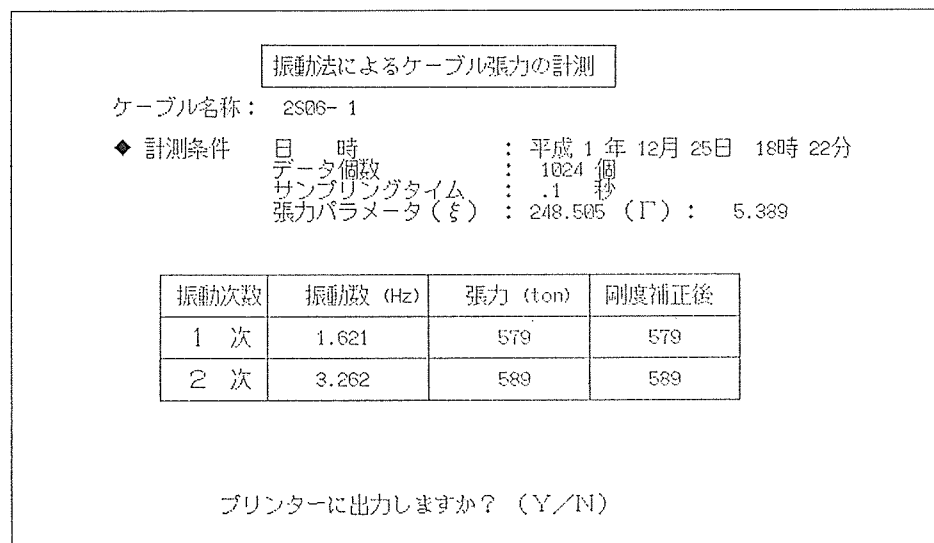 振動法によるケーブル張力の計測
ケーブル名称： 2S06- 1
◆ 計測条件 日 時 ： 平成 1 年 12月 25日 18時 22分
データ個数 ： 1024 個
サンプリングタイム ： .1 秒
張力パラメータ（ξ） ： 248.505 （Γ）： 5.389
振動次数 振動数 (Hz) 張力 (ton) 剛度補正後
1 次 1.621 579 579
2 次 3.262 589 589
プリンターに出力しますか？ （Y／N）